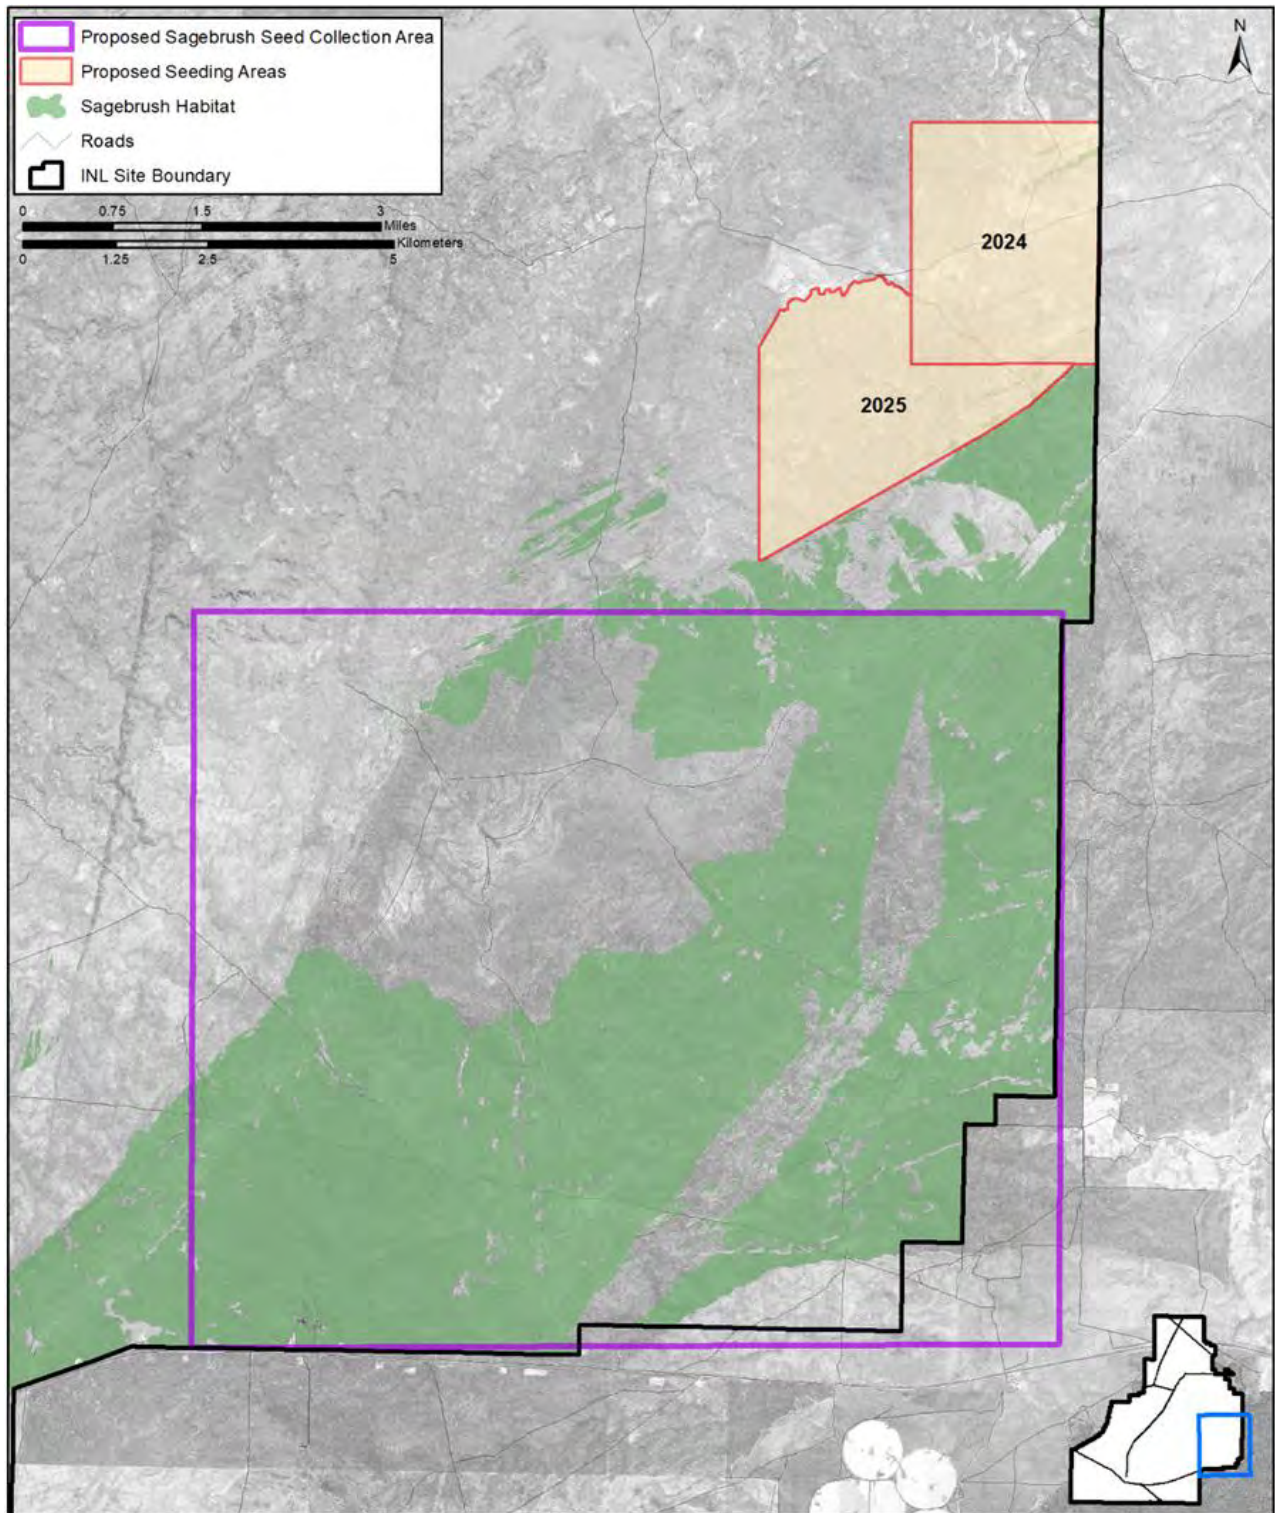 Proposed Sagebrush Seed Collection Area
Proposed Seeding Areas
Sagebrush Habitat
Roads
INL Site Boundary
0 0.75 1.5 3
Miles
Kilometers
0 1.25 2.5 5
N
2024
2025